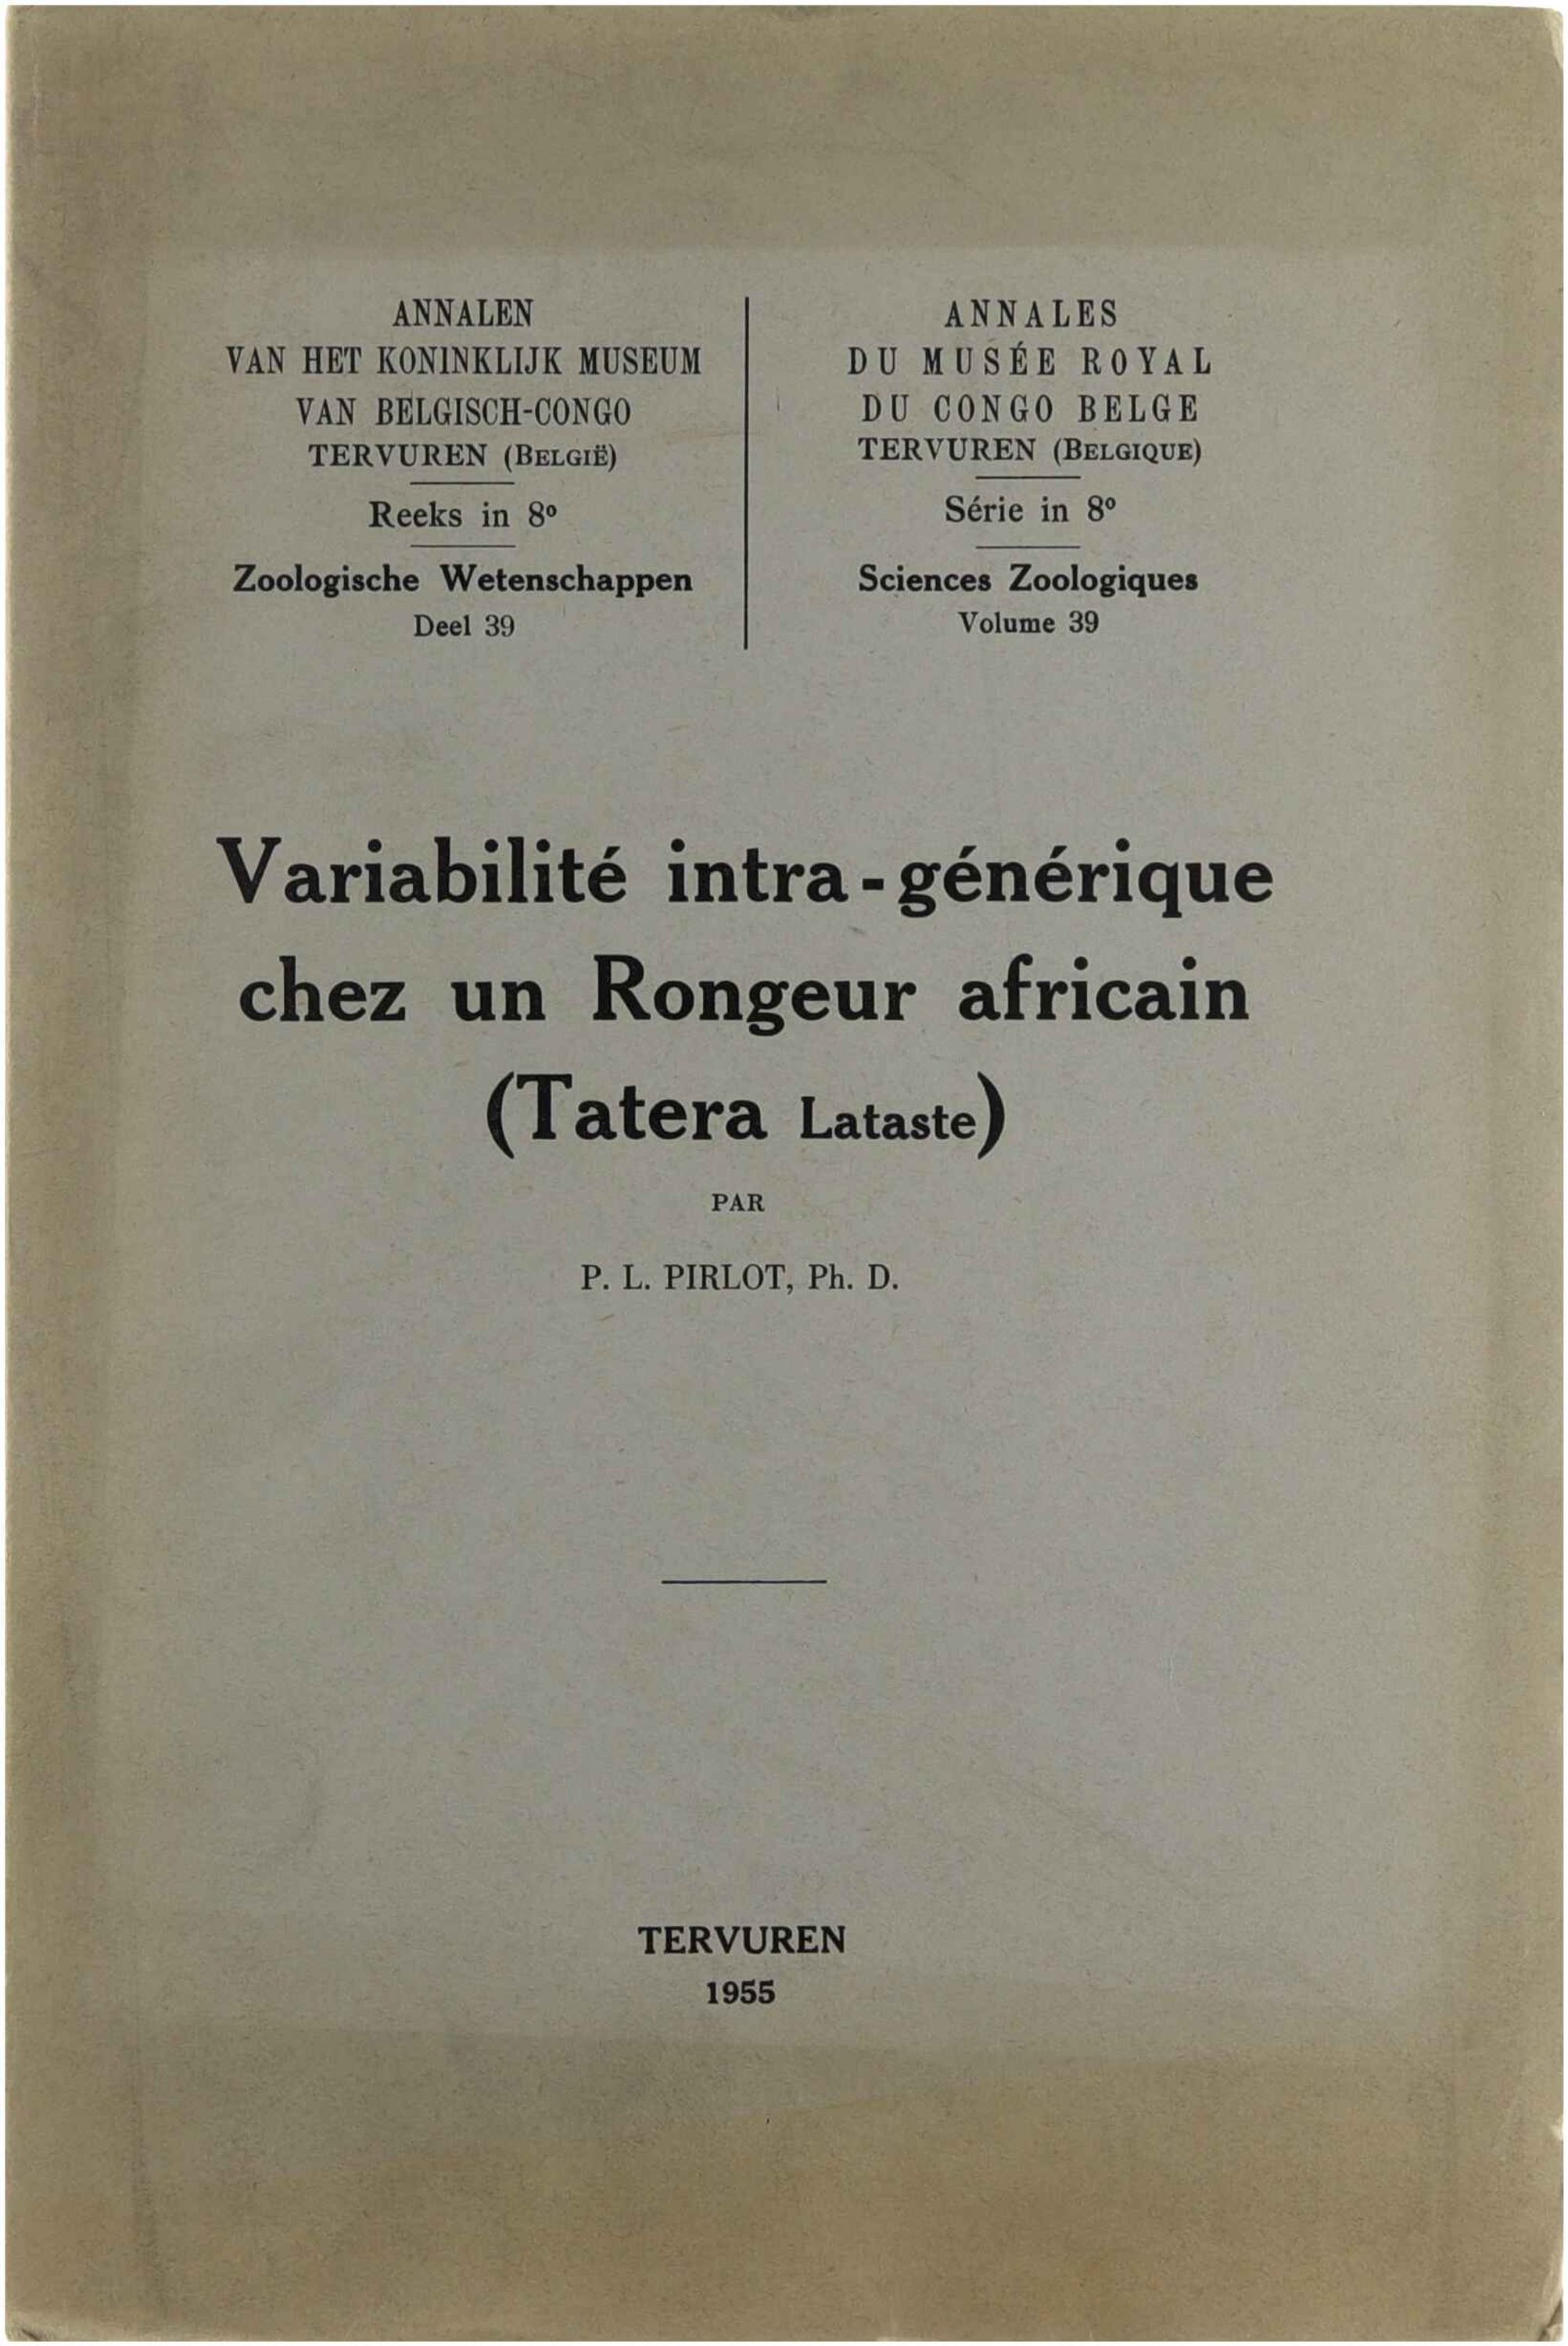 ANNALEN
VAN HET KONINKLIJK MUSEUM
VAN BELGISCH-CONGO
TERVUREN (BELGIË)
Reeks in 8º
Zoologische Wetenschappen
Deel 39
ANNALES
DU MUSÉE ROYAL
DU CONGO BELGE
TERVUREN (BELGIQUE)
Série in 8º
Sciences Zoologiques
Volume 39
Variabilité intra-générique
chez un Rongeur africain
(Tatera Lataste)
PAR
P. L. PIRLOT, Ph. D.
TERVUREN
1955